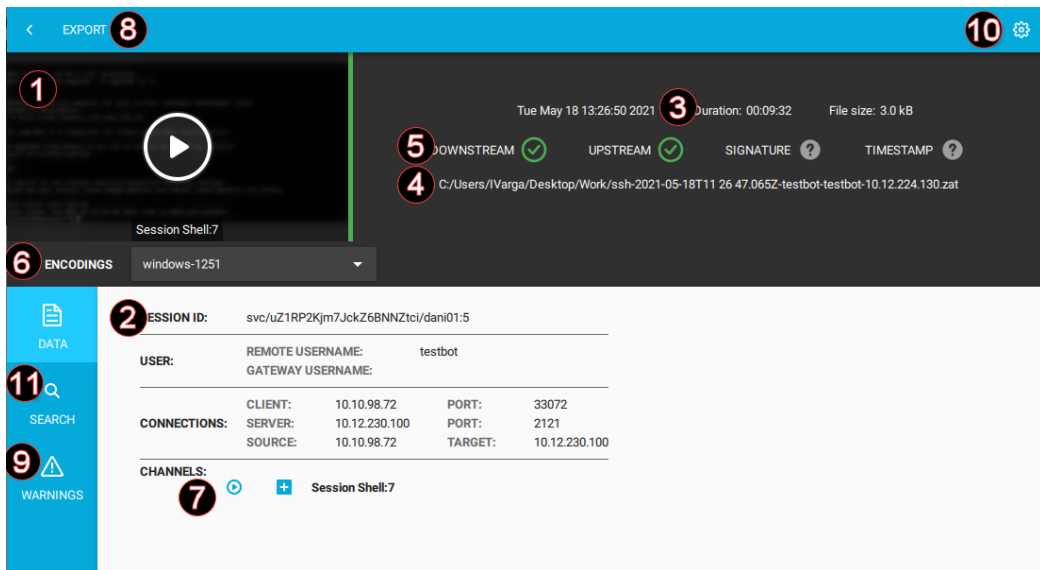 EXPORT 8
10
1
Tue May 18 13:26:50 2021 3 Duration: 00:09:32 File size: 3.0 kB
5 DOWNSTREAM UPSTREAM SIGNATURE ? TIMESTAMP ?
4 C:/Users/IVarga/Desktop/Work/ssh-2021-05-18T11 26 47.065Z-testbot-testbot-10.12.224.130.zat
Session Shell:7
6 ENCODINGS windows-1251
DATA
11
SEARCH
9
WARNINGS
2 SESSION ID: svc/uZ1RP2Kjm7JckZ6BNNZtci/dani01:5
USER: REMOTE USERNAME: testbot
GATEWAY USERNAME:
CLIENT: 10.10.98.72 PORT: 33072
CONNECTIONS: SERVER: 10.12.230.100 PORT: 2121
SOURCE: 10.10.98.72 TARGET: 10.12.230.100
CHANNELS:
7 Session Shell:7